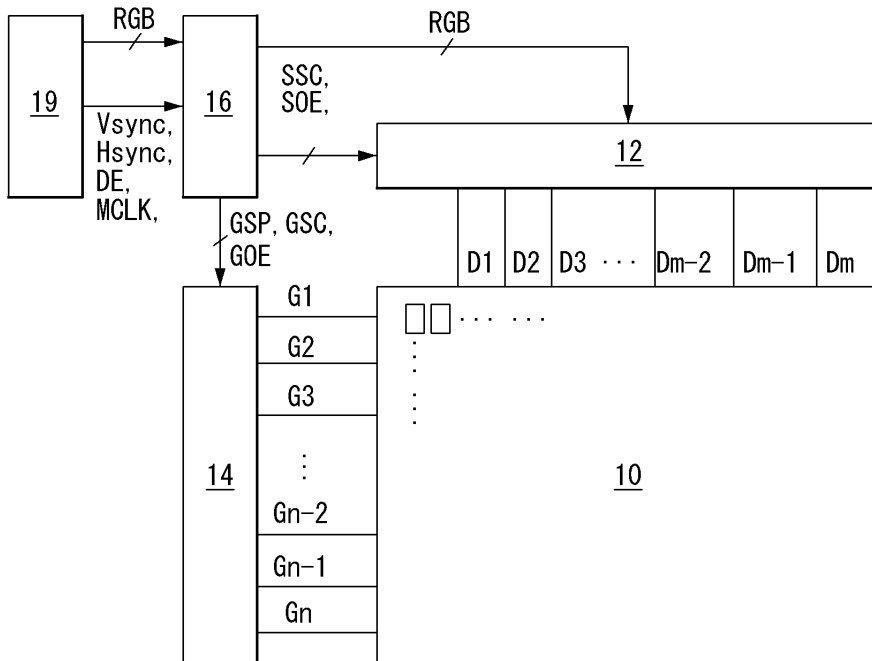 RGB
RGB
19
16
SSC,
SOE,
Vsync,
Hsync,
DE,
MCLK,
12
GSP, GSC,
GOE
D1 D2 D3 ··· Dm-2 Dm-1 Dm
G1
··· ···
G2
G3
14
10
Gn-2
Gn-1
Gn